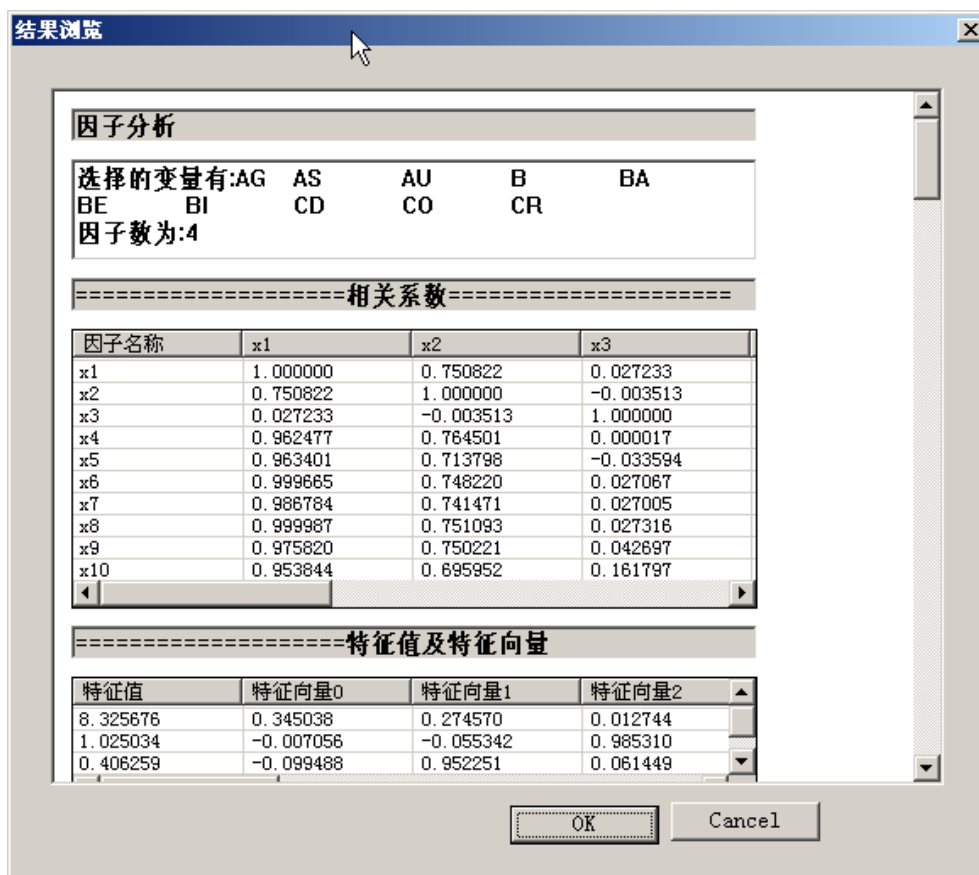 结果浏览
因子分析
选择的变量有:AG AS AU B BA
BE BI CD CO CR
因子数为:4
====================相关系数=====================
因子名称 x1 x2 x3
x1 1.000000 0.750822 0.027233
x2 0.750822 1.000000 -0.003513
x3 0.027233 -0.003513 1.000000
x4 0.962477 0.764501 0.000017
x5 0.963401 0.713798 -0.033594
x6 0.999665 0.748220 0.027067
x7 0.986784 0.741471 0.027005
x8 0.999987 0.751093 0.027316
x9 0.975820 0.750221 0.042697
x10 0.953844 0.695952 0.161797
====================特征值及特征向量
特征值 特征向量0 特征向量1 特征向量2
8.325676 0.345038 0.274570 0.012744
1.025034 -0.007056 -0.055342 0.985310
0.406259 -0.099488 0.952251 0.061449
OK Cancel